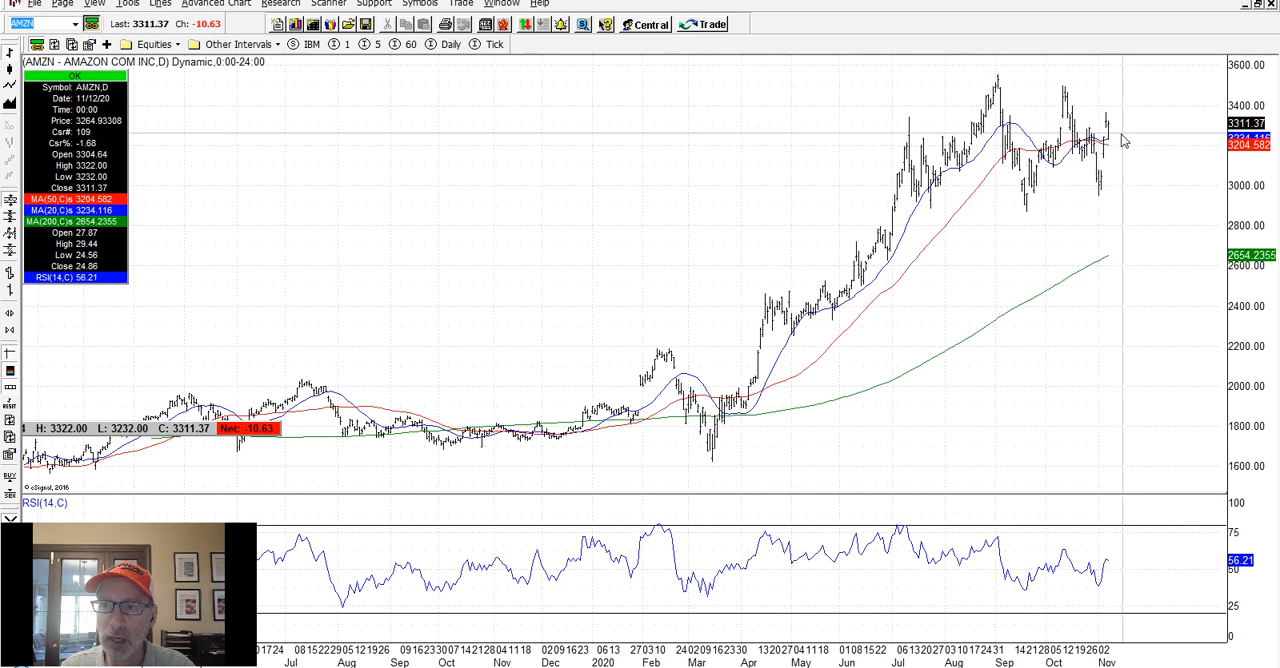 File Page View Tools Lines Advanced Chart Research Scanner Support Symbols Trade Window Help
AMZN Last: 3311.37 Ch: -10.63 Central Trade
Equities Other Intervals IBM 1 5 60 Daily Tick
(AMZN - AMAZON COM INC,D) Dynamic,0:00-24:00
OK
Symbol: AMZN,D
Date: 11/12/20
Time: 00:00
Price: 3264.93308
Csr#: 109
Csr%: -1.68
Open 3304.64
High 3322.00
Low 3232.00
Close 3311.37
MA(50,C)s 3204.582
MA(20,C)s 3234.116
MA(200,C)s 2654.2355
Open 27.87
High 29.44
Low 24.56
Close 24.86
RSI(14,C) 56.21
3600.00
3400.00
3311.37
3234.116
3204.582
3000.00
2800.00
2654.2355
2600.00
2400.00
2200.00
2000.00
1800.00
1600.00
4 H: 3322.00 L: 3232.00 C: 3311.37 Net: -10.63
© eSignal, 2016
RSI(14,C)
100
75
56.21
50
25
0
BUY
RESET
Jul Aug Sep Oct Nov Dec 2020 Feb Mar Apr May Jun Jul Aug Sep Oct Nov